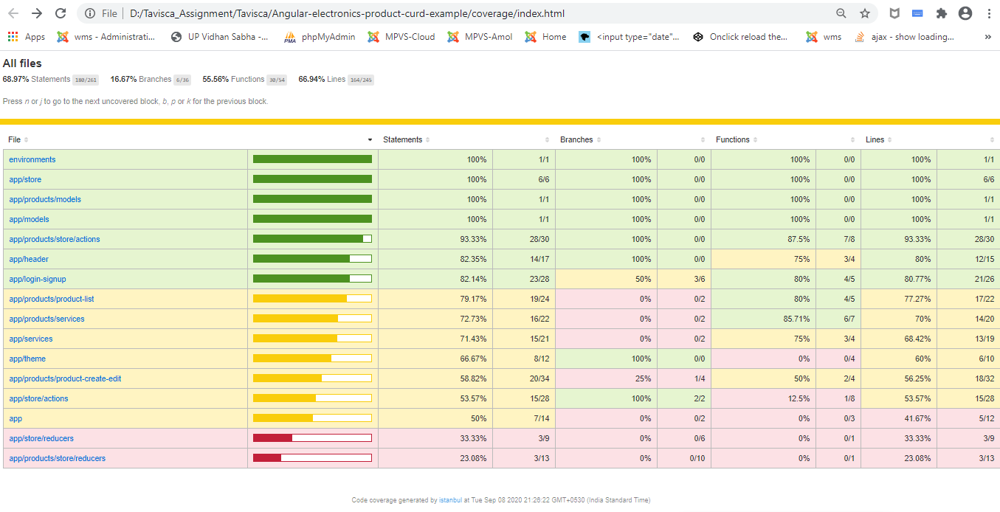 File D:/Tavisca_Assignment/Tavisca/Angular-electronics-product-curd-example/coverage/index.html
Apps wms - Administrati... UP Vidhan Sabha -... phpMyAdmin MPVS-Cloud MPVS-Amol Home <input type="date"... Onclick reload the... wms ajax - show loading... »
PMA
All files
68.97% Statements 180/261 16.67% Branches 6/36 55.56% Functions 30/54 66.94% Lines 164/245
Press n or j to go to the next uncovered block, b, p or k for the previous block.
File Statements Branches Functions Lines
environments 100% 1/1 100% 0/0 100% 0/0 100% 1/1
app/store 100% 6/6 100% 0/0 100% 0/0 100% 6/6
app/products/models 100% 1/1 100% 0/0 100% 0/0 100% 1/1
app/models 100% 1/1 100% 0/0 100% 0/0 100% 1/1
app/products/store/actions 93.33% 28/30 100% 0/0 87.5% 7/8 93.33% 28/30
app/header 82.35% 14/17 100% 0/0 75% 3/4 80% 12/15
app/login-signup 82.14% 23/28 50% 3/6 80% 4/5 80.77% 21/26
app/products/product-list 79.17% 19/24 0% 0/2 80% 4/5 77.27% 17/22
app/products/services 72.73% 16/22 0% 0/2 85.71% 6/7 70% 14/20
app/services 71.43% 15/21 0% 0/2 75% 3/4 68.42% 13/19
app/theme 66.67% 8/12 100% 0/0 0% 0/4 60% 6/10
app/products/product-create-edit 58.82% 20/34 25% 1/4 50% 2/4 56.25% 18/32
app/store/actions 53.57% 15/28 100% 2/2 12.5% 1/8 53.57% 15/28
app 50% 7/14 0% 0/2 0% 0/3 41.67% 5/12
app/store/reducers 33.33% 3/9 0% 0/6 0% 0/1 33.33% 3/9
app/products/store/reducers 23.08% 3/13 0% 0/10 0% 0/1 23.08% 3/13
Code coverage generated by istanbul at Tue Sep 08 2020 21:26:22 GMT+0530 (India Standard Time)